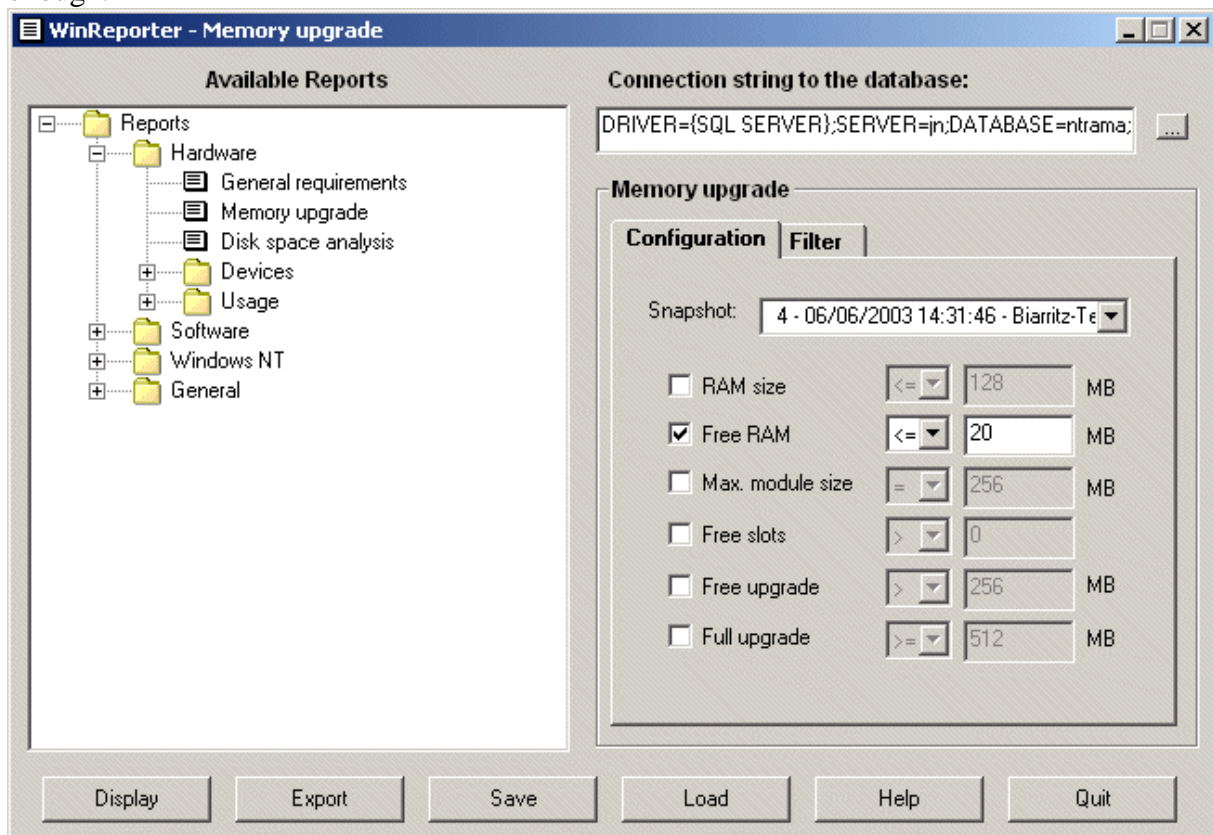 WinReporter - Memory upgrade
Available Reports
Reports
Hardware
General requirements
Memory upgrade
Disk space analysis
Devices
Usage
Software
Windows NT
General
Connection string to the database:
DRIVER={SQL SERVER};SERVER=jn;DATABASE=ntrama;
...
Memory upgrade
Configuration Filter
Snapshot: 4 - 06/06/2003 14:31:46 - Biarritz-Te
RAM size <= 128 MB
Free RAM <= 20 MB
Max. module size = 256 MB
Free slots > 0
Free upgrade > 256 MB
Full upgrade >= 512 MB
Display Export Save Load Help Quit